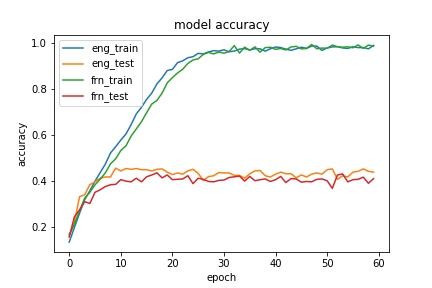 model accuracy
eng_train
eng_test
frn_train
frn_test
accuracy
1.0
0.8
0.6
0.4
0.2
0 10 20 30 40 50 60
epoch